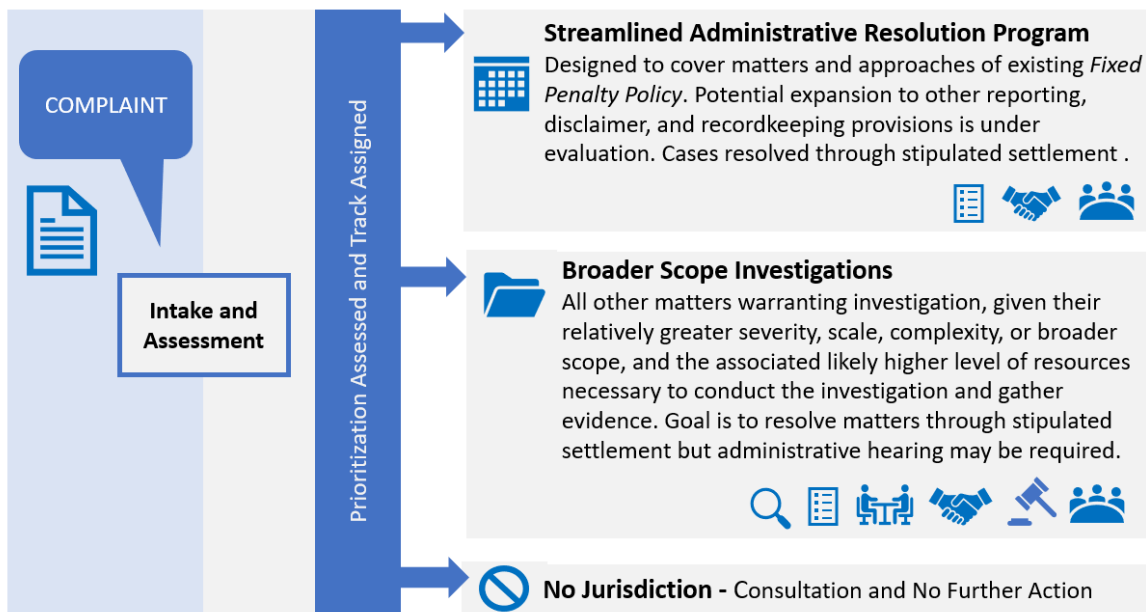 COMPLAINT
Intake and
Assessment
Prioritization Assessed and Track Assigned
Streamlined Administrative Resolution Program
Designed to cover matters and approaches of existing Fixed
Penalty Policy. Potential expansion to other reporting,
disclaimer, and recordkeeping provisions is under
evaluation. Cases resolved through stipulated settlement .
Broader Scope Investigations
All other matters warranting investigation, given their
relatively greater severity, scale, complexity, or broader
scope, and the associated likely higher level of resources
necessary to conduct the investigation and gather
evidence. Goal is to resolve matters through stipulated
settlement but administrative hearing may be required.
No Jurisdiction - Consultation and No Further Action